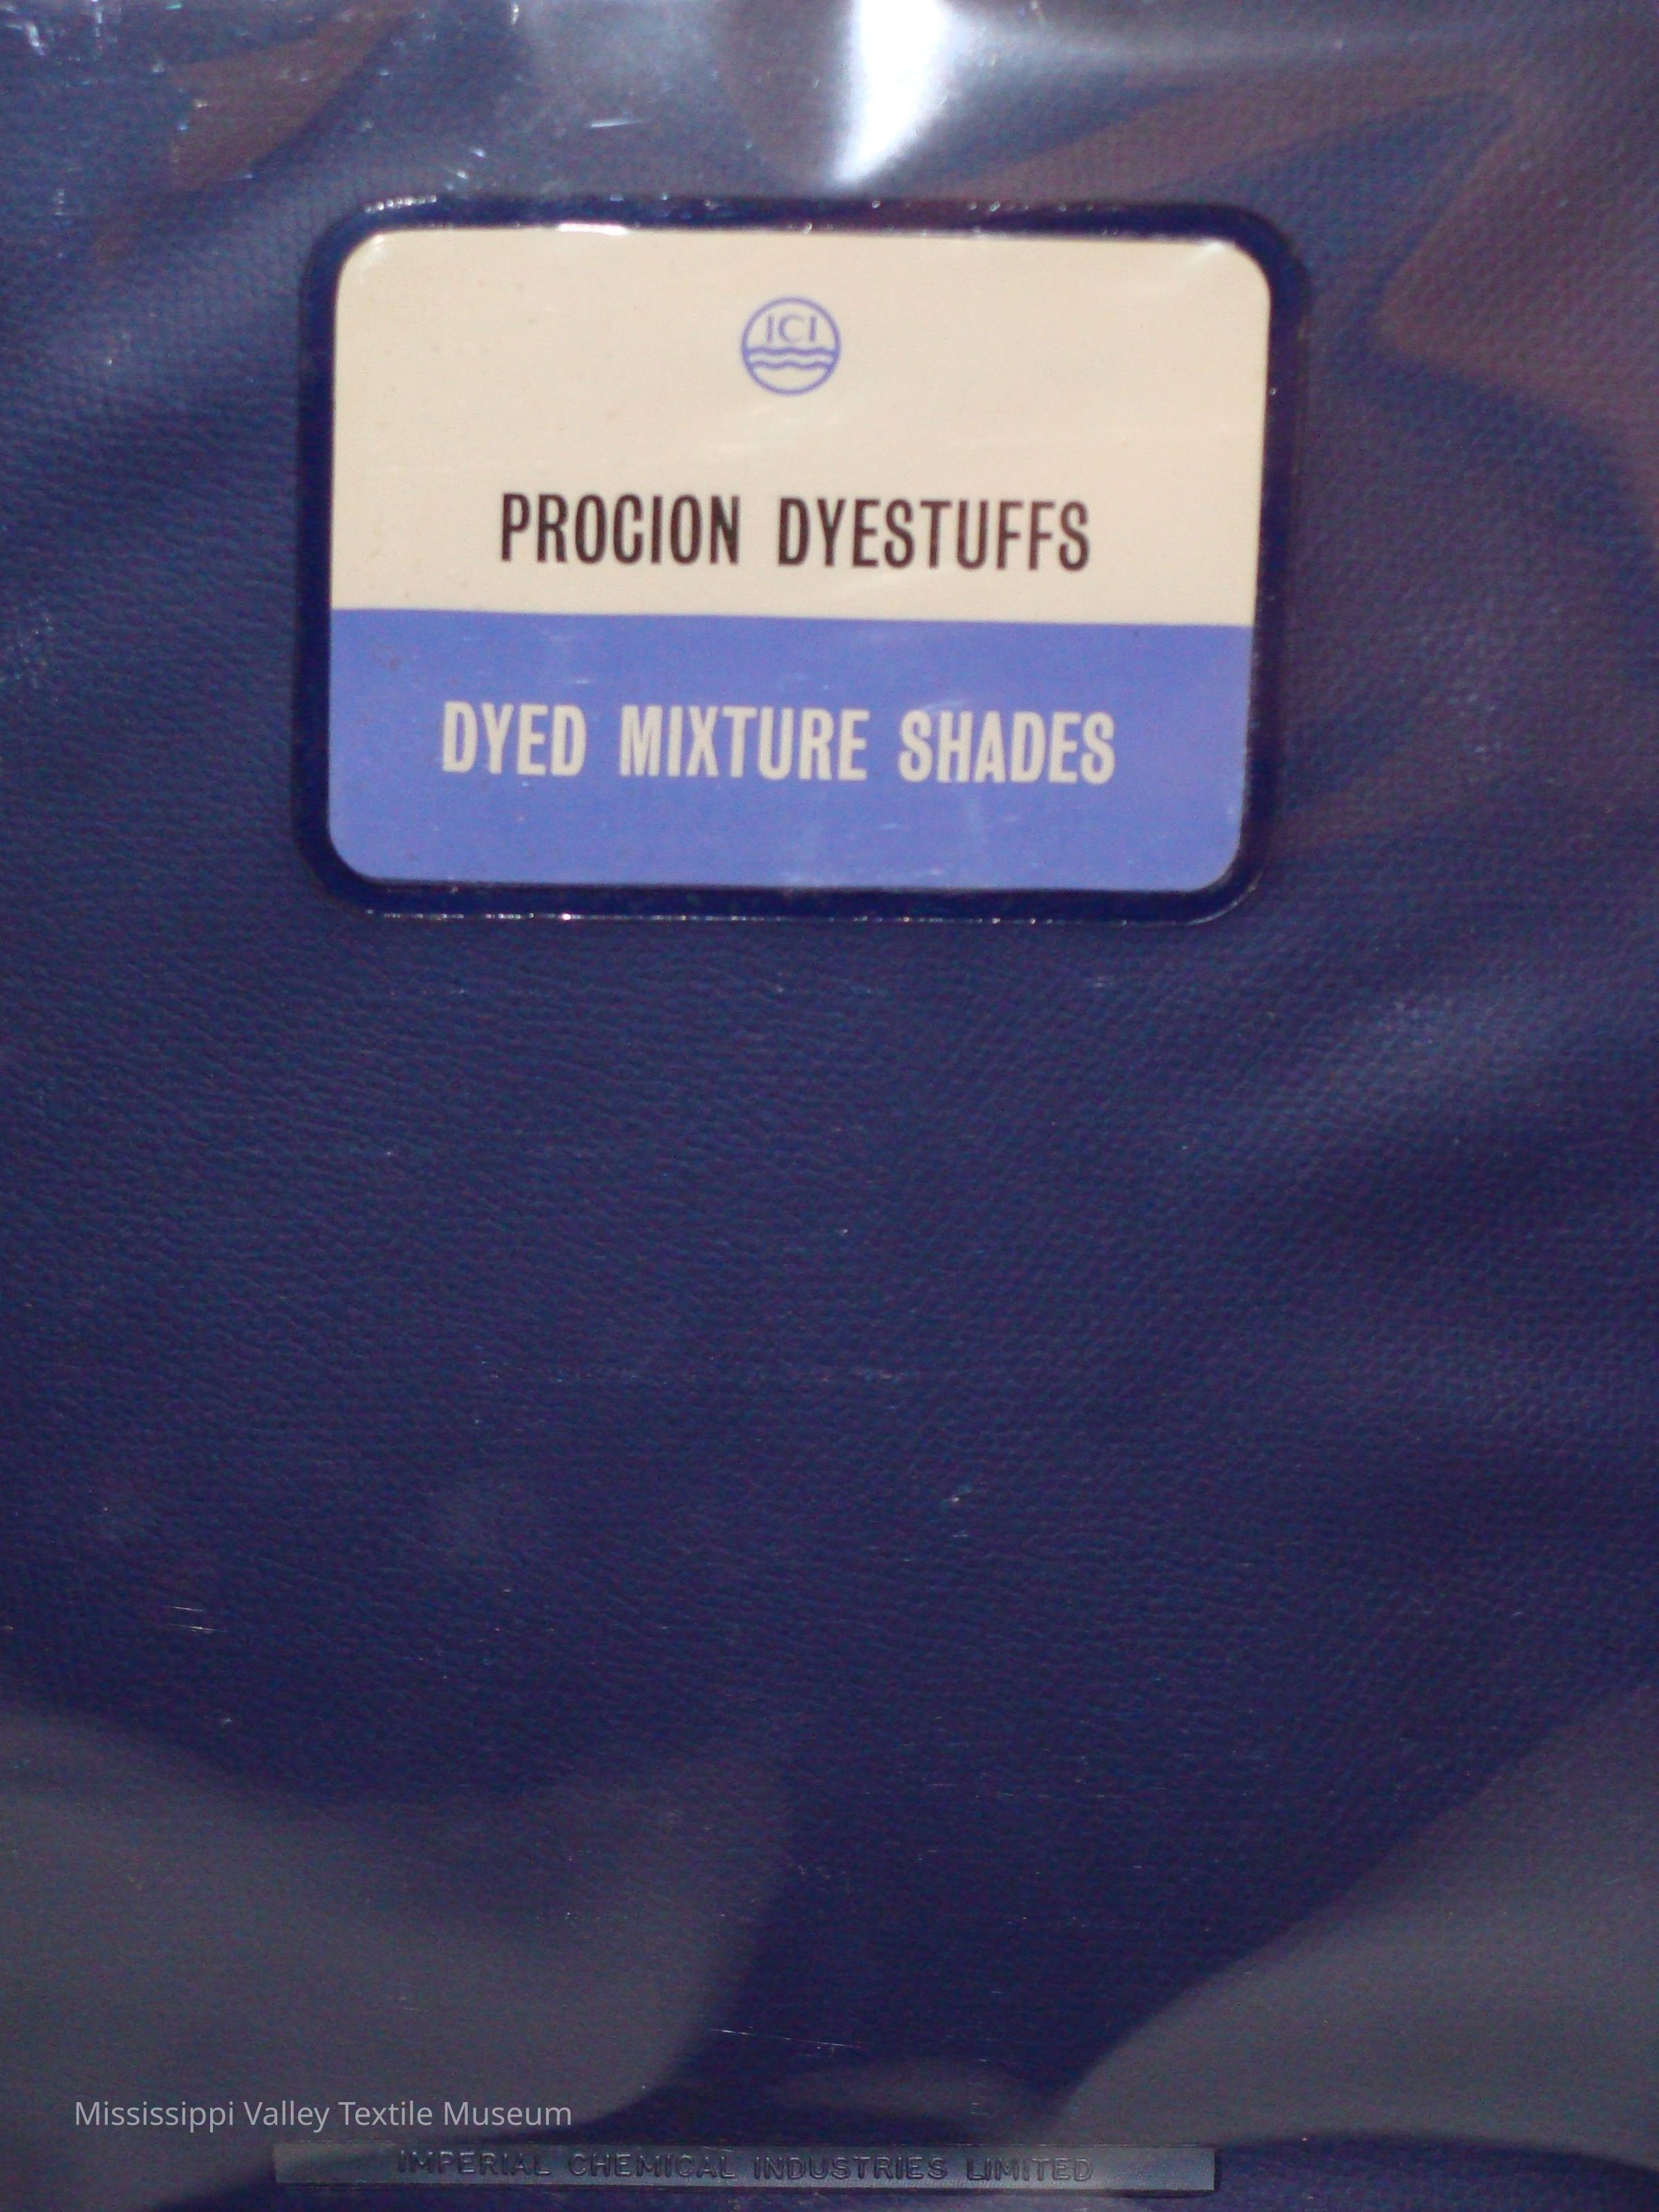 ICI
PROCION DYESTUFFS
DYED MIXTURE SHADES
Mississippi Valley Textile Museum
IMPERIAL CHEMICAL INDUSTRIES LIMITED